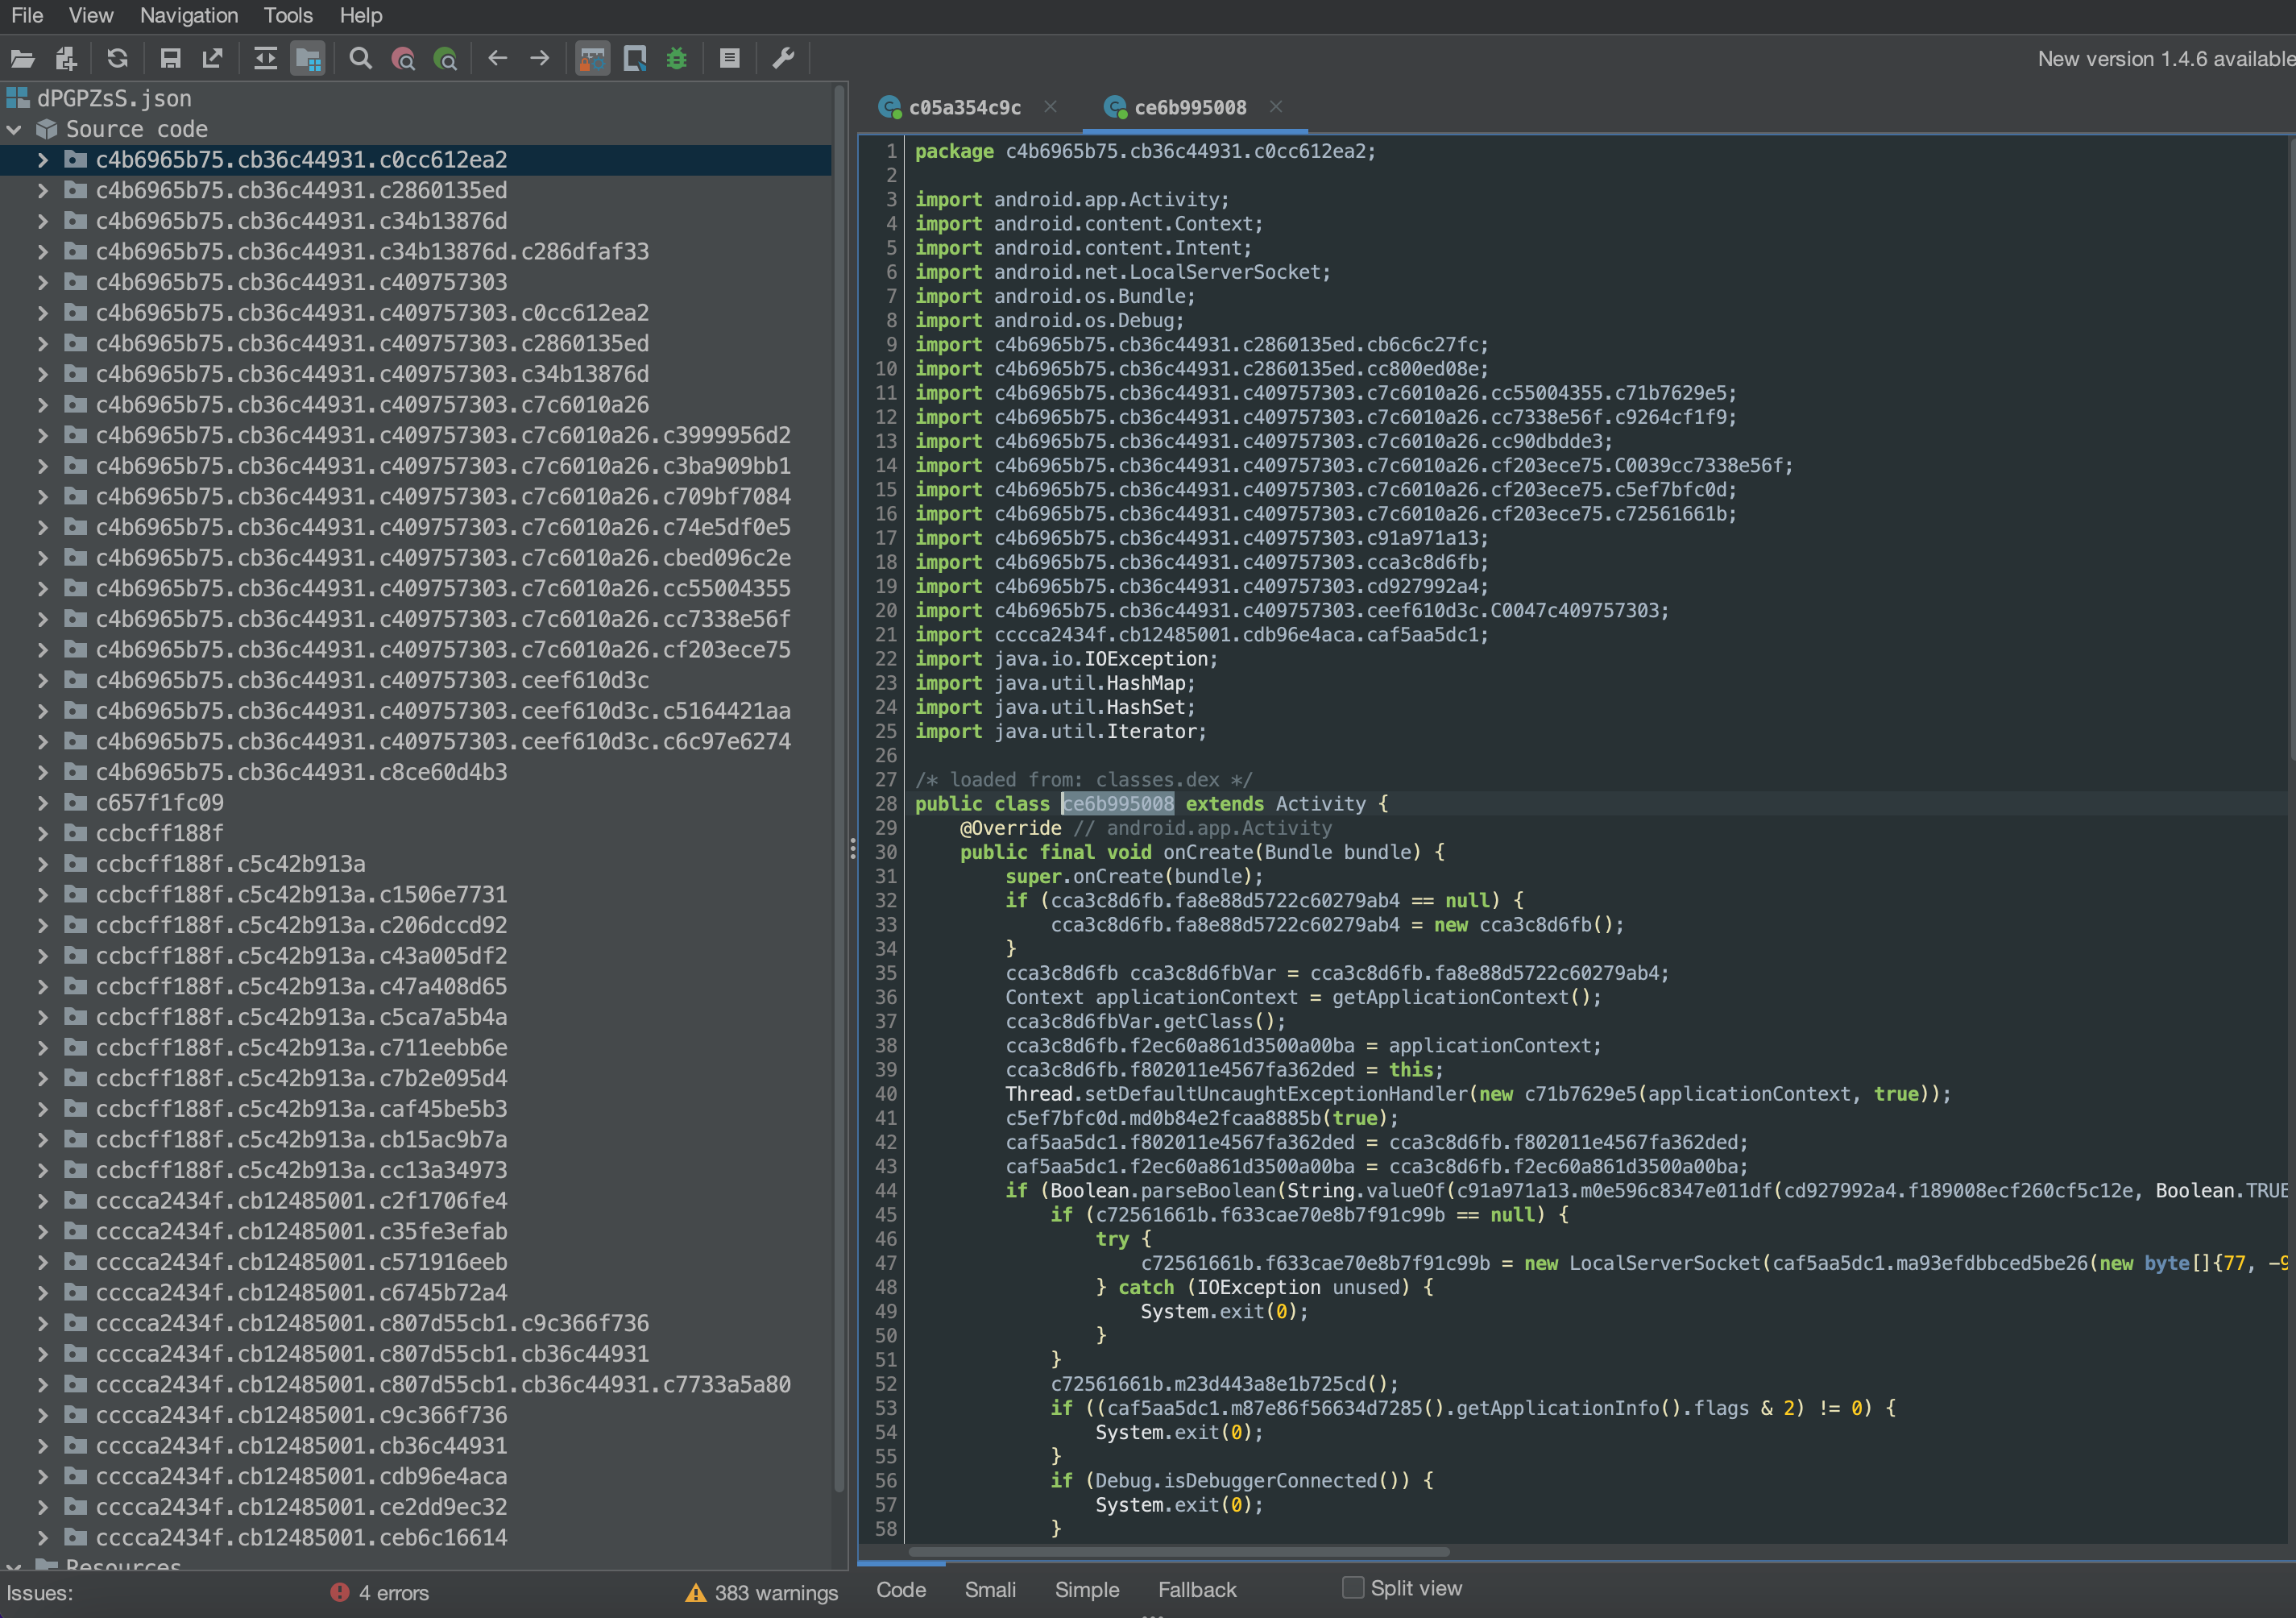 File View Navigation Tools Help
New version 1.4.6 available
dPGPZsS.json
Source code
c4b6965b75.cb36c44931.c0cc612ea2
c4b6965b75.cb36c44931.c2860135ed
c4b6965b75.cb36c44931.c34b13876d
c4b6965b75.cb36c44931.c34b13876d.c286dfaf33
c4b6965b75.cb36c44931.c409757303
c4b6965b75.cb36c44931.c409757303.c0cc612ea2
c4b6965b75.cb36c44931.c409757303.c2860135ed
c4b6965b75.cb36c44931.c409757303.c34b13876d
c4b6965b75.cb36c44931.c409757303.c7c6010a26
c4b6965b75.cb36c44931.c409757303.c7c6010a26.c3999956d2
c4b6965b75.cb36c44931.c409757303.c7c6010a26.c3ba909bb1
c4b6965b75.cb36c44931.c409757303.c7c6010a26.c709bf7084
c4b6965b75.cb36c44931.c409757303.c7c6010a26.c74e5df0e5
c4b6965b75.cb36c44931.c409757303.c7c6010a26.cbed096c2e
c4b6965b75.cb36c44931.c409757303.c7c6010a26.cc55004355
c4b6965b75.cb36c44931.c409757303.c7c6010a26.cc7338e56f
c4b6965b75.cb36c44931.c409757303.c7c6010a26.cf203ece75
c4b6965b75.cb36c44931.c409757303.ceef610d3c
c4b6965b75.cb36c44931.c409757303.ceef610d3c.c5164421aa
c4b6965b75.cb36c44931.c409757303.ceef610d3c.c6c97e6274
c4b6965b75.cb36c44931.c8ce60d4b3
c657f1fc09
ccbcff188f
ccbcff188f.c5c42b913a
ccbcff188f.c5c42b913a.c1506e7731
ccbcff188f.c5c42b913a.c206dccd92
ccbcff188f.c5c42b913a.c43a005df2
ccbcff188f.c5c42b913a.c47a408d65
ccbcff188f.c5c42b913a.c5ca7a5b4a
ccbcff188f.c5c42b913a.c711eebb6e
ccbcff188f.c5c42b913a.c7b2e095d4
ccbcff188f.c5c42b913a.caf45be5b3
ccbcff188f.c5c42b913a.cb15ac9b7a
ccbcff188f.c5c42b913a.cc13a34973
cccca2434f.cb12485001.c2f1706fe4
cccca2434f.cb12485001.c35fe3efab
cccca2434f.cb12485001.c571916eeb
cccca2434f.cb12485001.c6745b72a4
cccca2434f.cb12485001.c807d55cb1.c9c366f736
cccca2434f.cb12485001.c807d55cb1.cb36c44931
cccca2434f.cb12485001.c807d55cb1.cb36c44931.c7733a5a80
cccca2434f.cb12485001.c9c366f736
cccca2434f.cb12485001.cb36c44931
cccca2434f.cb12485001.cdb96e4aca
cccca2434f.cb12485001.ce2dd9ec32
cccca2434f.cb12485001.ceb6c16614
Resources
Issues: 4 errors 383 warnings
c05a354c9c ce6b995008
1 package c4b6965b75.cb36c44931.c0cc612ea2;
2
3 import android.app.Activity;
4 import android.content.Context;
5 import android.content.Intent;
6 import android.net.LocalServerSocket;
7 import android.os.Bundle;
8 import android.os.Debug;
9 import c4b6965b75.cb36c44931.c2860135ed.cb6c6c27fc;
10 import c4b6965b75.cb36c44931.c2860135ed.cc800ed08e;
11 import c4b6965b75.cb36c44931.c409757303.c7c6010a26.cc55004355.c71b7629e5;
12 import c4b6965b75.cb36c44931.c409757303.c7c6010a26.cc7338e56f.c9264cf1f9;
13 import c4b6965b75.cb36c44931.c409757303.c7c6010a26.cc90dbdde3;
14 import c4b6965b75.cb36c44931.c409757303.c7c6010a26.cf203ece75.C0039cc7338e56f;
15 import c4b6965b75.cb36c44931.c409757303.c7c6010a26.cf203ece75.c5ef7bfc0d;
16 import c4b6965b75.cb36c44931.c409757303.c7c6010a26.cf203ece75.c72561661b;
17 import c4b6965b75.cb36c44931.c409757303.c91a971a13;
18 import c4b6965b75.cb36c44931.c409757303.cca3c8d6fb;
19 import c4b6965b75.cb36c44931.c409757303.cd927992a4;
20 import c4b6965b75.cb36c44931.c409757303.ceef610d3c.C0047c409757303;
21 import cccca2434f.cb12485001.cdb96e4aca.caf5aa5dc1;
22 import java.io.IOException;
23 import java.util.HashMap;
24 import java.util.HashSet;
25 import java.util.Iterator;
26
27 /* loaded from: classes.dex */
28 public class ce6b995008 extends Activity {
29 @Override // android.app.Activity
30 public final void onCreate(Bundle bundle) {
31 super.onCreate(bundle);
32 if (cca3c8d6fb.fa8e88d5722c60279ab4 == null) {
33 cca3c8d6fb.fa8e88d5722c60279ab4 = new cca3c8d6fb();
34 }
35 cca3c8d6fb cca3c8d6fbVar = cca3c8d6fb.fa8e88d5722c60279ab4;
36 Context applicationContext = getApplicationContext();
37 cca3c8d6fbVar.getClass();
38 cca3c8d6fb.f2ec60a861d3500a00ba = applicationContext;
39 cca3c8d6fb.f802011e4567fa362ded = this;
40 Thread.setDefaultUncaughtExceptionHandler(new c71b7629e5(applicationContext, true));
41 c5ef7bfc0d.md0b84e2fcaa8885b(true);
42 caf5aa5dc1.f802011e4567fa362ded = cca3c8d6fb.f802011e4567fa362ded;
43 caf5aa5dc1.f2ec60a861d3500a00ba = cca3c8d6fb.f2ec60a861d3500a00ba;
44 if (Boolean.parseBoolean(String.valueOf(c91a971a13.m0e596c8347e011df(cd927992a4.f189008ecf260cf5c12e, Boolean.TRUE
45 if (c72561661b.f633cae70e8b7f91c99b == null) {
46 try {
47 c72561661b.f633cae70e8b7f91c99b = new LocalServerSocket(caf5aa5dc1.ma93efdbbced5be26(new byte[]{77, -9
48 } catch (IOException unused) {
49 System.exit(0);
50 }
51 }
52 c72561661b.m23d443a8e1b725cd();
53 if ((caf5aa5dc1.m87e86f56634d7285().getApplicationInfo().flags & 2) != 0) {
54 System.exit(0);
55 }
56 if (Debug.isDebuggerConnected()) {
57 System.exit(0);
58 }
Code Smali Simple Fallback Split view